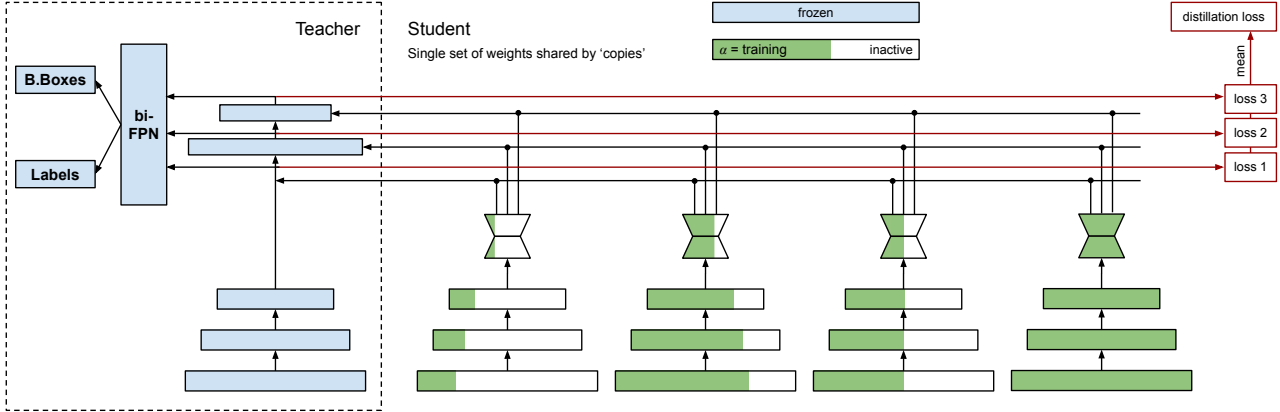 Teacher
Student
Single set of weights shared by ‘copies’
frozen
α = training
inactive
distillation loss
mean
B.Boxes
bi-
FPN
Labels
loss 3
loss 2
loss 1